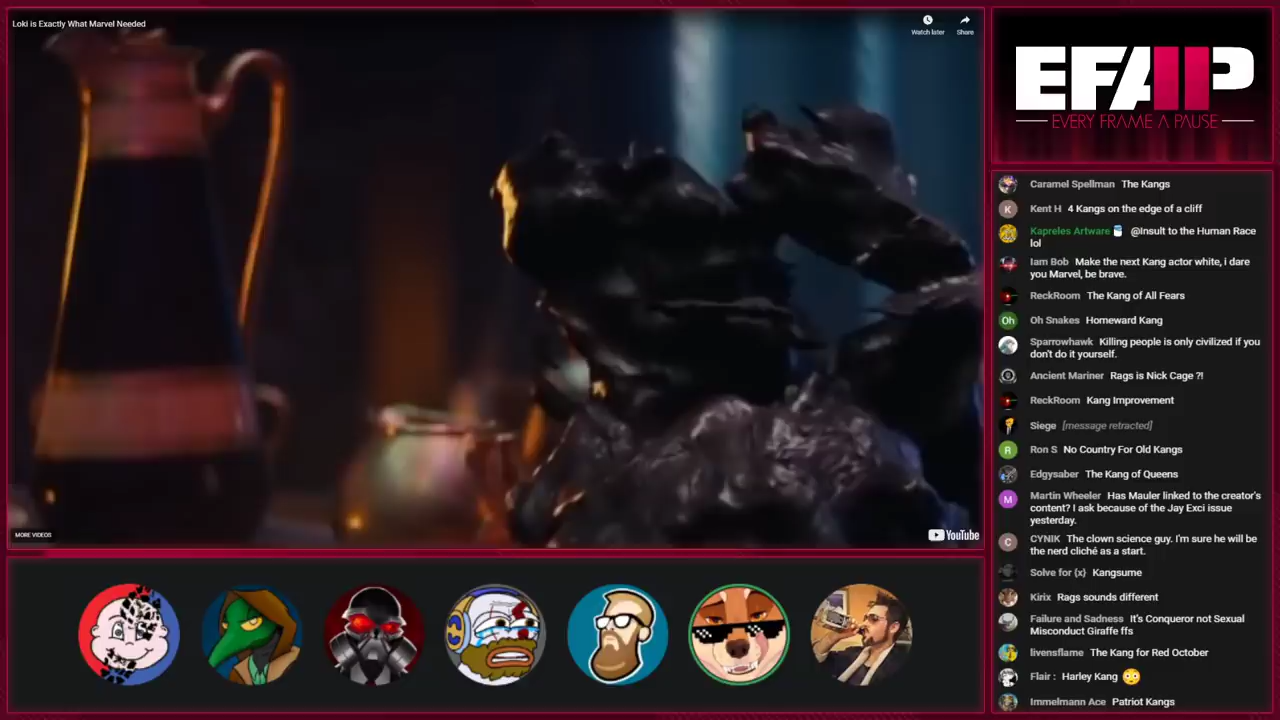 Loki is Exactly What Marvel Needed
Watch later
Share
MORE VIDEOS
YouTube
EFAP
EVERY FRAME A PAUSE
Caramel Spellman The Kangs
K
Kent H 4 Kangs on the edge of a cliff
Kapreles Artware @Insult to the Human Race
lol
Iam Bob Make the next Kang actor white, i dare
you Marvel, be brave.
ReckRoom The Kang of All Fears
Oh
Oh Snakes Homeward Kang
Sparrowhawk Killing people is only civilized if you
don't do it yourself.
Ancient Mariner Rags is Nick Cage ?!
ReckRoom Kang Improvement
Siege [message retracted]
R
Ron S No Country For Old Kangs
Edgysaber The Kang of Queens
M
Martin Wheeler Has Mauler linked to the creator's
content? I ask because of the Jay Exci issue
yesterday.
C
CYNIK The clown science guy. I'm sure he will be
the nerd cliché as a start.
Solve for {x} Kangsume
Kirix Rags sounds different
Failure and Sadness It's Conqueror not Sexual
Misconduct Giraffe ffs
livensflame The Kang for Red October
Flair : Harley Kang 😳
Immelmann Ace Patriot Kangs